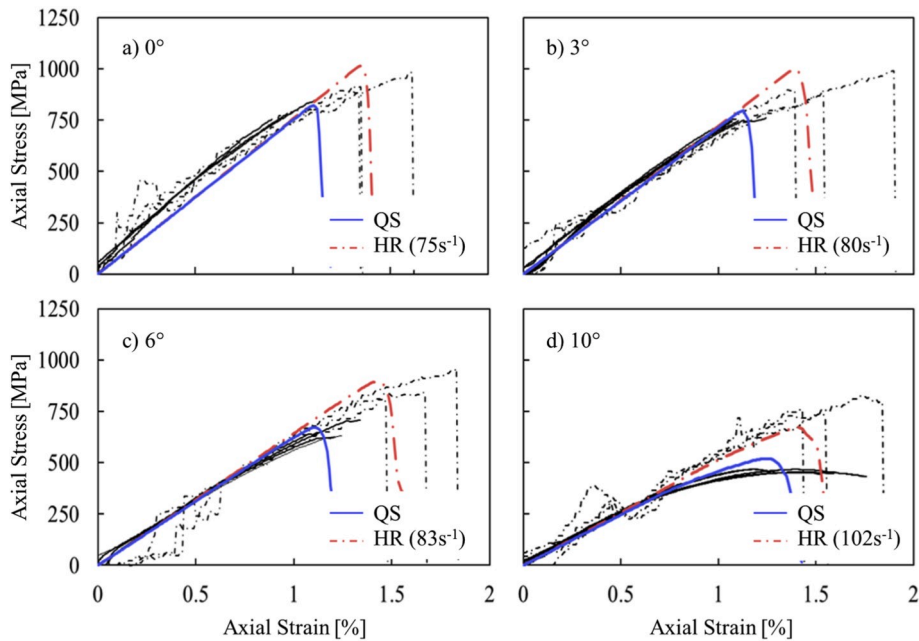 1250
1000
750
500
250
0
Axial Stress [MPa]
a) 0°
QS
HR (75s⁻¹)
b) 3°
QS
HR (80s⁻¹)
1250
1000
750
500
250
0
Axial Stress [MPa]
c) 6°
QS
HR (83s⁻¹)
0 0.5 1 1.5 2
Axial Strain [%]
d) 10°
QS
HR (102s⁻¹)
0 0.5 1 1.5 2
Axial Strain [%]